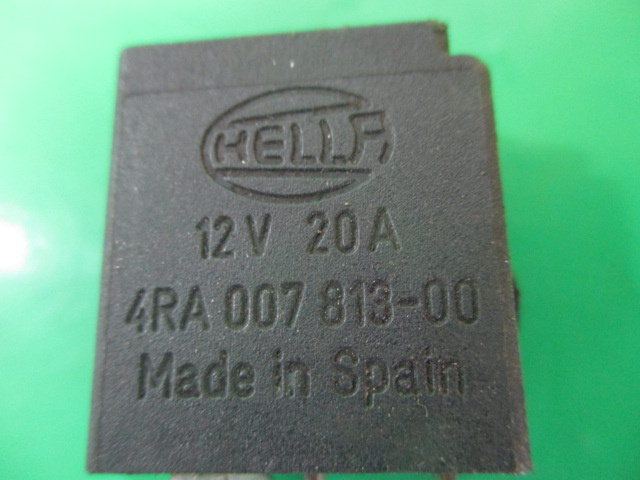 HELLA
12V 20A
4RA 007 813-00
Made in Spain